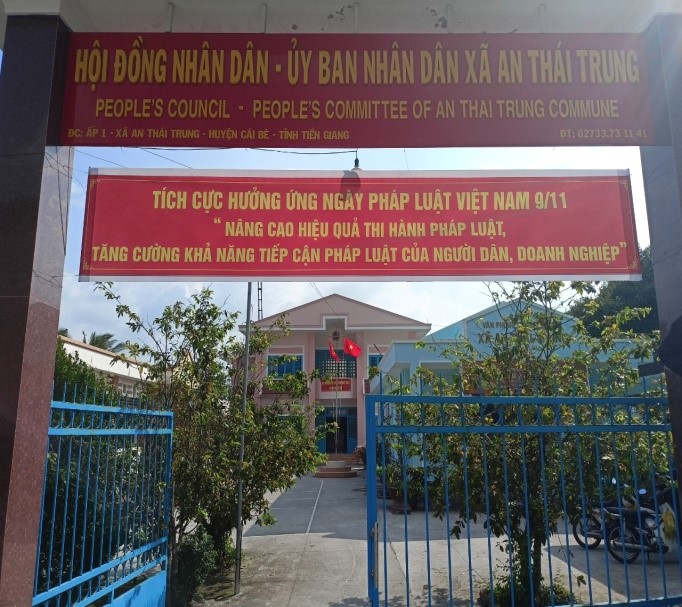 HỘI ĐỒNG NHÂN DÂN - ỦY BAN NHÂN DÂN XÃ AN THÁI TRUNG
PEOPLE'S COUNCIL - PEOPLE'S COMMITTEE OF AN THAI TRUNG COMMUNE
ĐC: ẤP 1 - XÃ AN THÁI TRUNG - HUYỆN CÁI BÈ - TỈNH TIỀN GIANG ĐT: 02733.73 11 41
TÍCH CỰC HƯỞNG ỨNG NGÀY PHÁP LUẬT VIỆT NAM 9/11
“ NÂNG CAO HIỆU QUẢ THI HÀNH PHÁP LUẬT,
TĂNG CƯỜNG KHẢ NĂNG TIẾP CẬN PHÁP LUẬT CỦA NGƯỜI DÂN, DOANH NGHIỆP”